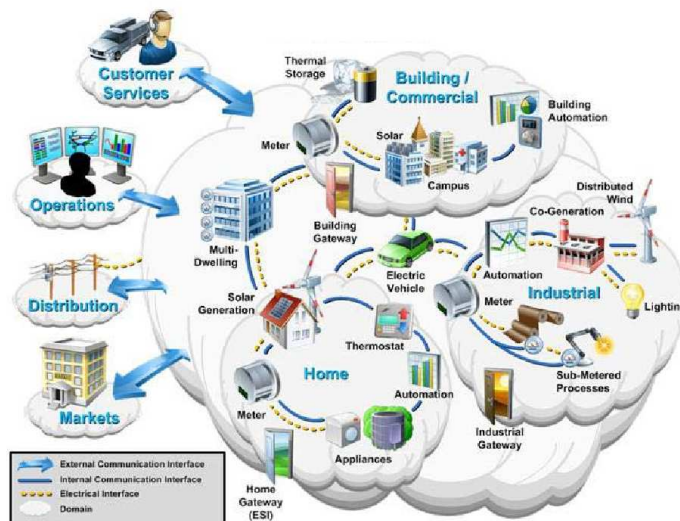 Customer
Services
Thermal
Storage
Building /
Commercial
Building
Automation
Meter
Solar
Campus
Operations
Multi-
Dwelling
Building
Gateway
Distributed
Wind
Co-Generation
Automation
Electric
Vehicle
Distribution
Solar
Generation
Meter
Industrial
Lightin
Thermostat
Home
Automation
Sub-Metered
Processes
Markets
Meter
Appliances
Industrial
Gateway
Home
Gateway
(ESI)
External Communication Interface
Internal Communication Interface
Electrical Interface
Domain